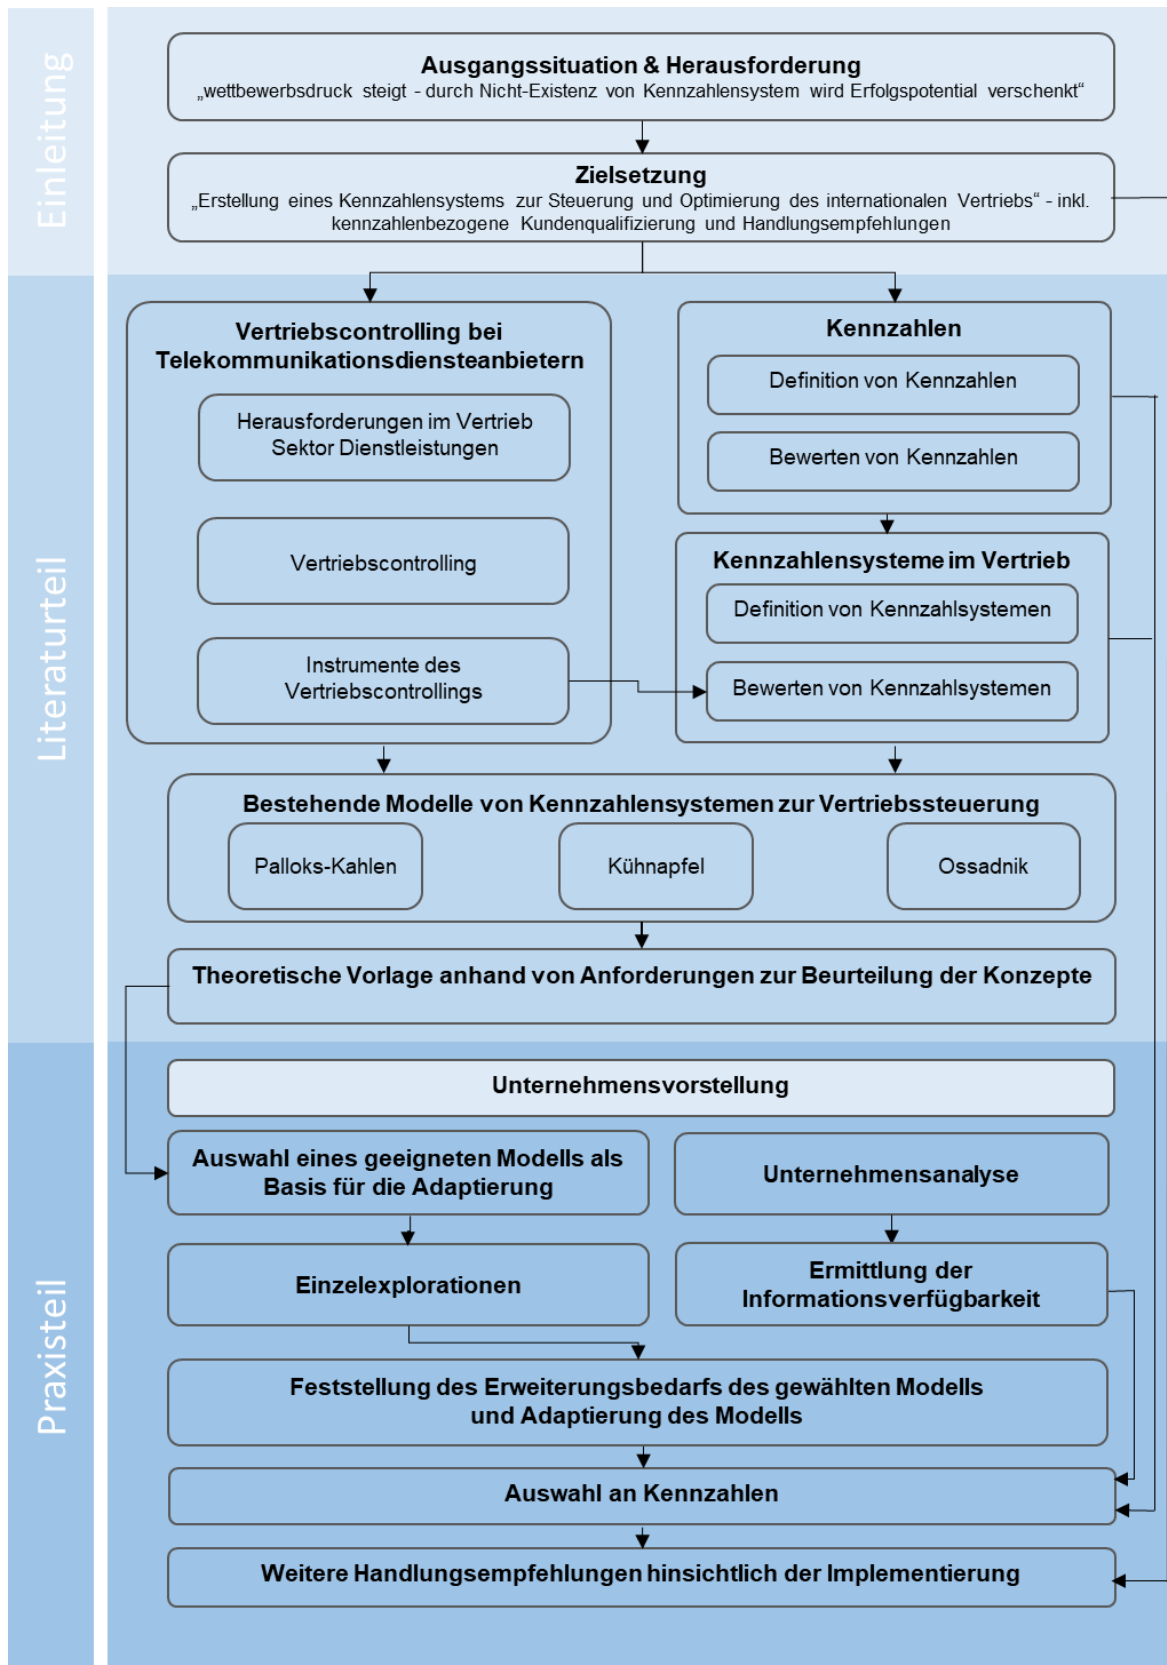 Einleitung
Ausgangssituation & Herausforderung
„wettbewerbsdruck steigt - durch Nicht-Existenz von Kennzahlensystem wird Erfolgspotential verschenkt“
Zielsetzung
„Erstellung eines Kennzahlensystems zur Steuerung und Optimierung des internationalen Vertriebs“ - inkl.
kennzahlenbezogene Kundenqualifizierung und Handlungsempfehlungen
Literaturteil
Vertriebscontrolling bei
Telekommunikationsdiensteanbietern
Herausforderungen im Vertrieb
Sektor Dienstleistungen
Vertriebscontrolling
Instrumente des
Vertriebscontrollings
Kennzahlen
Definition von Kennzahlen
Bewerten von Kennzahlen
Kennzahlensysteme im Vertrieb
Definition von Kennzahlsystemen
Bewerten von Kennzahlsystemen
Bestehende Modelle von Kennzahlensystemen zur Vertriebssteuerung
Palloks-Kahlen
Kühnapfel
Ossadnik
Theoretische Vorlage anhand von Anforderungen zur Beurteilung der Konzepte
Praxisteil
Unternehmensvorstellung
Auswahl eines geeigneten Modells als
Basis für die Adaptierung
Unternehmensanalyse
Einzelexplorationen
Ermittlung der
Informationsverfügbarkeit
Feststellung des Erweiterungsbedarfs des gewählten Modells
und Adaptierung des Modells
Auswahl an Kennzahlen
Weitere Handlungsempfehlungen hinsichtlich der Implementierung